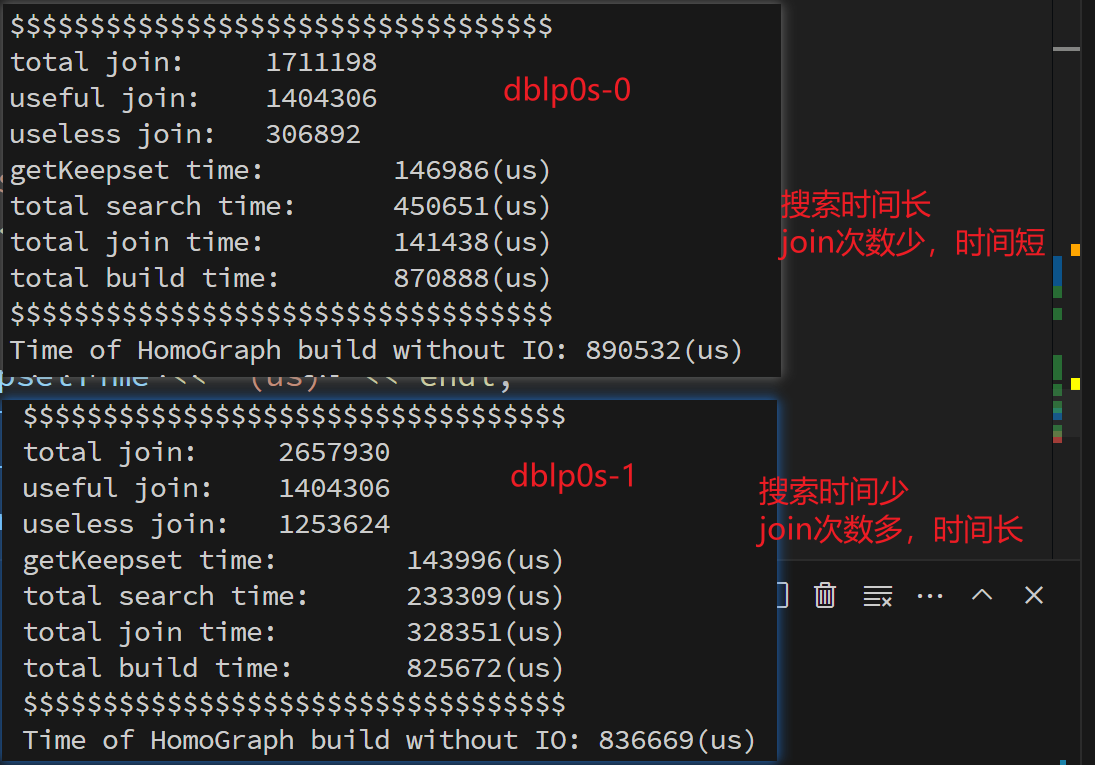 $$$$$$$$$$$$$$$$$$$$$$$$$$$$$$$$$$
total join: 1711198
useful join: 1404306
useless join: 306892
dblp0s-0
getKeepset time: 146986(us)
total search time: 450651(us)
total join time: 141438(us)
total build time: 870888(us)
搜索时间长
join次数少，时间短
$$$$$$$$$$$$$$$$$$$$$$$$$$$$$$$$$$
Time of HomoGraph build without IO: 890532(us)
$$$$$$$$$$$$$$$$$$$$$$$$$$$$$$$$$$
total join: 2657930
useful join: 1404306
useless join: 1253624
dblp0s-1
getKeepset time: 143996(us)
total search time: 233309(us)
total join time: 328351(us)
total build time: 825672(us)
搜索时间少
join次数多，时间长
$$$$$$$$$$$$$$$$$$$$$$$$$$$$$$$$$$
Time of HomoGraph build without IO: 836669(us)